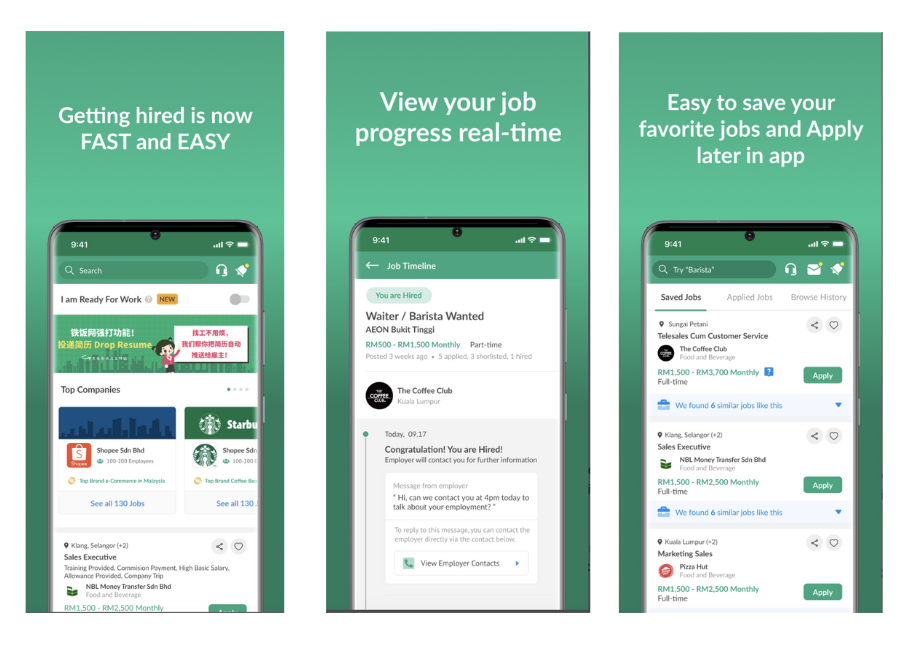 Getting hired is now
FAST and EASY
9:41
Search
I am Ready For Work
NEW
铁饭网强打功能!
投递简历 Drop Resume
找工不用烦,
我们帮你把简历自动
推送给雇主!
Top Companies
Shopee
Shopee Sdn Bhd
100-200 Employees
Top Brand e-Commerce in Malaysia
See all 130 Jobs
Starbu
Starbucks Sdn
100-200
Top Brand Coffee Bea
See all 130
Klang, Selangor (+2)
Sales Executive
Training Provided, Commision Payment, High Basic Salary,
Allowance Provided, Company Trip
NBL Money Transfer Sdn Bhd
Food and Beverage
RM1,500 - RM2,500 Monthly
Apply
View your job
progress real-time
9:41
Job Timeline
You are Hired
Waiter / Barista Wanted
AEON Bukit Tinggi
RM500 - RM1,500 Monthly Part-time
Posted 3 weeks ago • 5 applied, 3 shortlisted, 1 hired
THE COFFEE CLUB.
The Coffee Club
Kuala Lumpur
Today, 09.17
Congratulation! You are Hired!
Employer will contact you for further information
Message from employer
" Hi, can we contact you at 4pm today to
talk about your employment? "
To reply to this message, you can contact the
employer directly via the contact below.
View Employer Contacts
Easy to save your
favorite jobs and Apply
later in app
9:41
Try "Barista"
Saved Jobs
Applied Jobs
Browse History
Sungai Petani
Telesales Cum Customer Service
The Coffee Club
Food and Beverage
RM1,500 - RM3,700 Monthly ?
Full-time
Apply
We found 6 similar jobs like this
Klang, Selangor (+2)
Sales Executive
NBL Money Transfer Sdn Bhd
Food and Beverage
RM1,500 - RM2,500 Monthly
Full-time
Apply
We found 6 similar jobs like this
Kuala Lumpur (+2)
Marketing Sales
Pizza Hut
Food and Beverage
RM1,500 - RM2,500 Monthly
Full-time
Apply